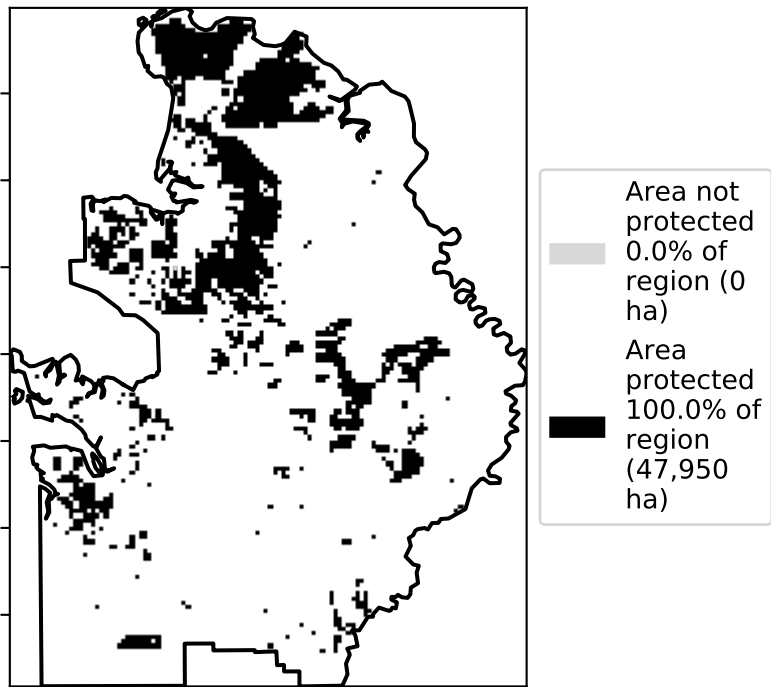 Area not
protected
0.0% of
region (0
ha)
Area
protected
100.0% of
region
(47,950
ha)